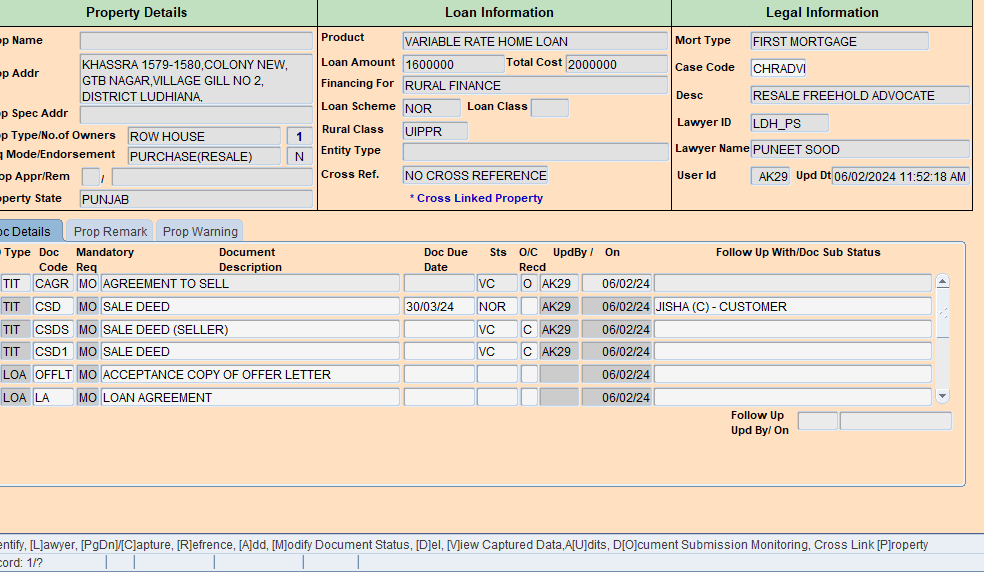 Property Details Loan Information Legal Information
op Name
op Addr KHASSRA 1579-1580,COLONY NEW,
GTB NAGAR,VILLAGE GILL NO 2,
DISTRICT LUDHIANA,
op Spec Addr
op Type/No.of Owners ROW HOUSE 1
q Mode/Endorsement PURCHASE(RESALE) N
op Appr/Rem /
operty State PUNJAB
Product VARIABLE RATE HOME LOAN
Loan Amount 1600000 Total Cost 2000000
Financing For RURAL FINANCE
Loan Scheme NOR Loan Class
Rural Class UIPPR
Entity Type
Cross Ref. NO CROSS REFERENCE
* Cross Linked Property
Mort Type FIRST MORTGAGE
Case Code CHRADVI
Desc RESALE FREEHOLD ADVOCATE
Lawyer ID LDH_PS
Lawyer Name PUNEET SOOD
User Id AK29 Upd Dt 06/02/2024 11:52:18 AM
oc Details Prop Remark Prop Warning
Type Doc Mandatory Document Doc Due Sts O/C UpdBy / On Follow Up With/Doc Sub Status
Code Req Description Date Recd
TIT CAGR MO AGREEMENT TO SELL VC O AK29 06/02/24
TIT CSD MO SALE DEED 30/03/24 NOR AK29 06/02/24 JISHA (C) - CUSTOMER
TIT CSDS MO SALE DEED (SELLER) VC C AK29 06/02/24
TIT CSD1 MO SALE DEED VC C AK29 06/02/24
LOA OFFLT MO ACCEPTANCE COPY OF OFFER LETTER 06/02/24
LOA LA MO LOAN AGREEMENT 06/02/24
Follow Up
Upd By/ On
entify, [L]awyer, [PgDn]/[C]apture, [R]efrence, [A]dd, [M]odify Document Status, [D]el, [V]iew Captured Data,A[U]dits, D[O]cument Submission Monitoring, Cross Link [P]roperty
cord: 1/?